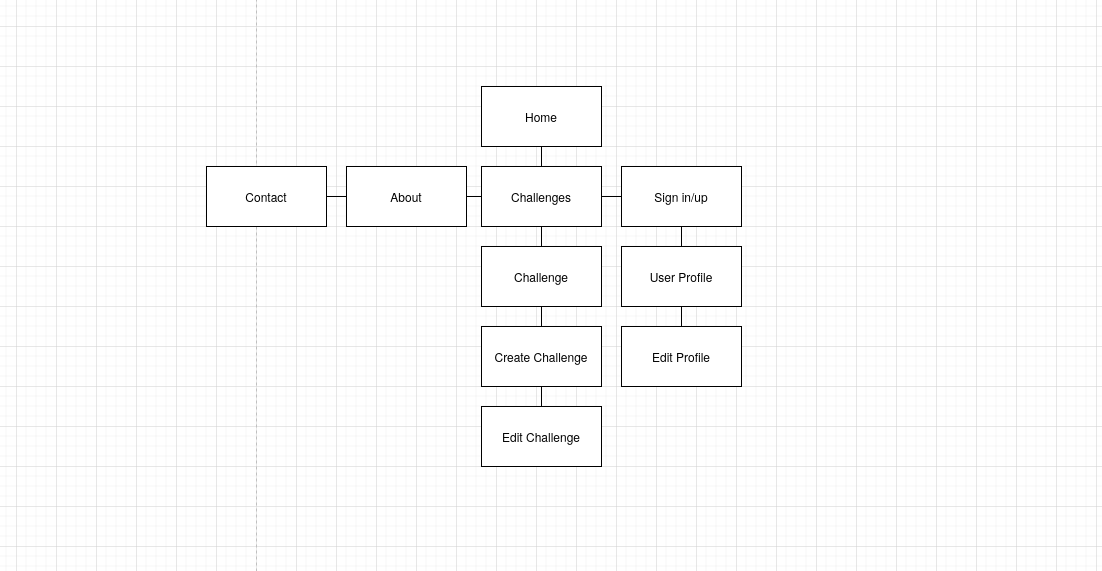 Home
Contact
About
Challenges
Sign in/up
Challenge
User Profile
Create Challenge
Edit Profile
Edit Challenge